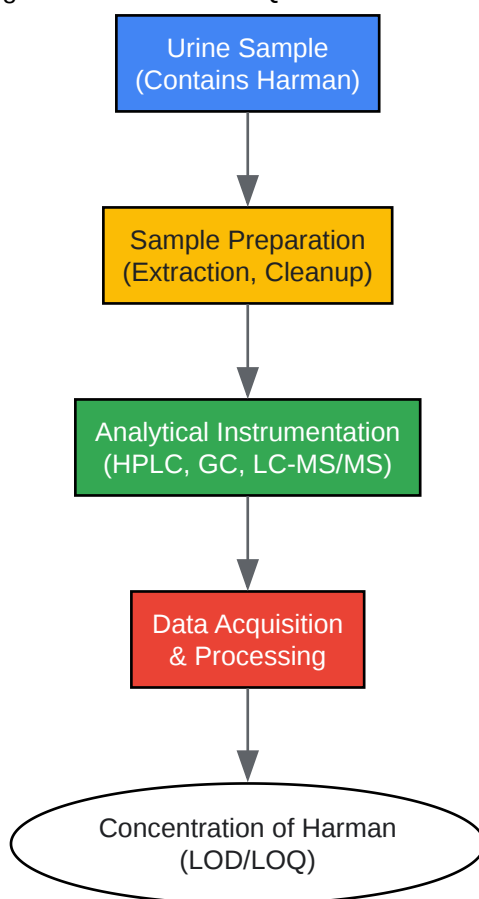 Urine Sample
(Contains Harman)
Sample Preparation
(Extraction, Cleanup)
Analytical Instrumentation
(HPLC, GC, LC-MS/MS)
Data Acquisition
& Processing
Concentration of Harman
(LOD/LOQ)